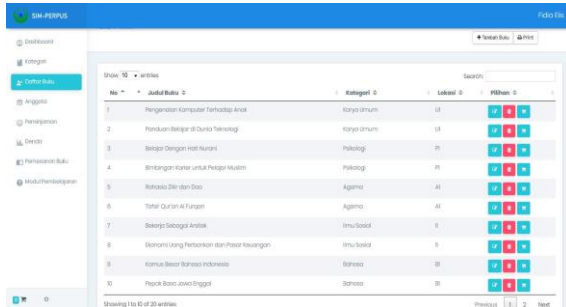 SIM-PERPUS
Fidia Elis
Dashboard
Kategori
Daftar Buku
Anggota
Peminjaman
Denda
Pemesanan Buku
Modul Pembelajaran
+ Tambah Buku Print
Show 10 entries
Search:
No Judul Buku Kategori Lokasi Pilihan
1 Pengenalan Komputer Terhadap Anak Karya Umum U1
2 Panduan Belajar di Dunia Teknologi Karya Umum U1
3 Belajar Dengan Hati Nurani Psikologi P1
4 Bimbingan Karier untuk Pelajar Muslim Psikologi P1
5 Rahasia Zikir dan Doa Agama A1
6 Tafsir Qur'an Al Furqan Agama A1
7 Bekerja Sebagai Arsitek Ilmu Sosial
8 Ekonomi Uang Perbankan dan Pasar Keuangan Ilmu Sosial
9 Kamus Besar Bahasa Indonesia Bahasa B1
10 Pepak Basa Jawa Bahasa B1
Showing 1 to 10 of 20 entries
Previous 1 2 Next